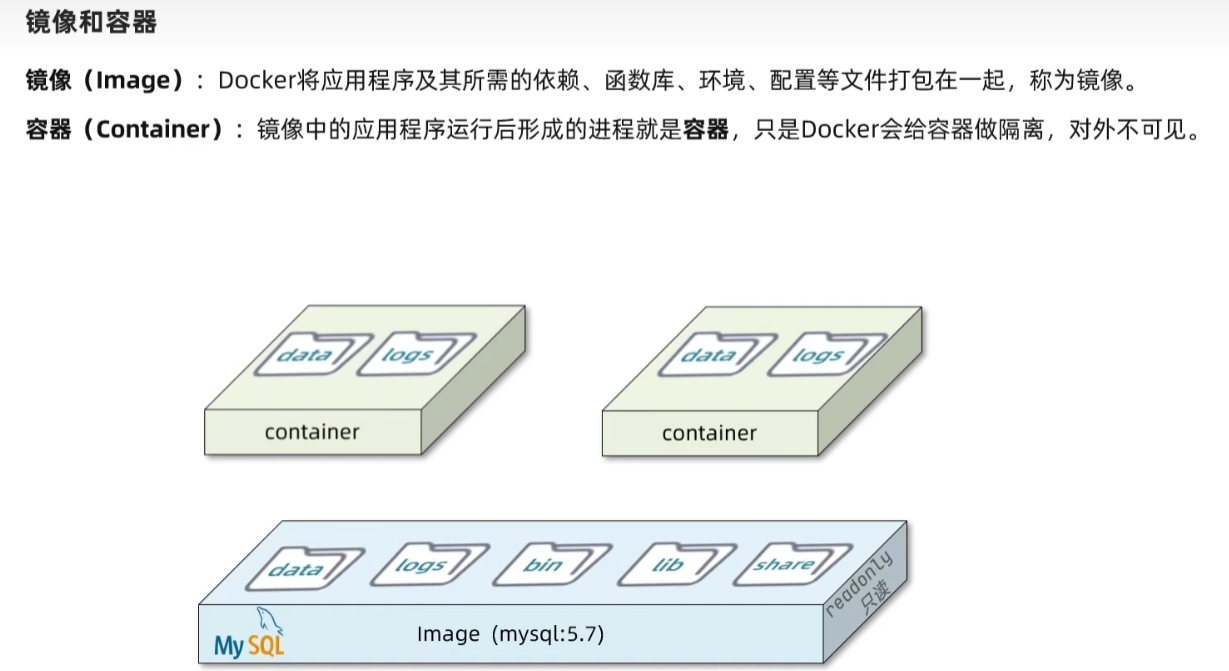 镜像和容器
镜像（Image）：Docker将应用程序及其所需的依赖、函数库、环境、配置等文件打包在一起，称为镜像。
容器（Container）：镜像中的应用程序运行后形成的进程就是容器，只是Docker会给容器做隔离，对外不可见。
data logs
container
data logs
container
data logs bin lib share
readonly
只读
MySQL
Image (mysql:5.7)